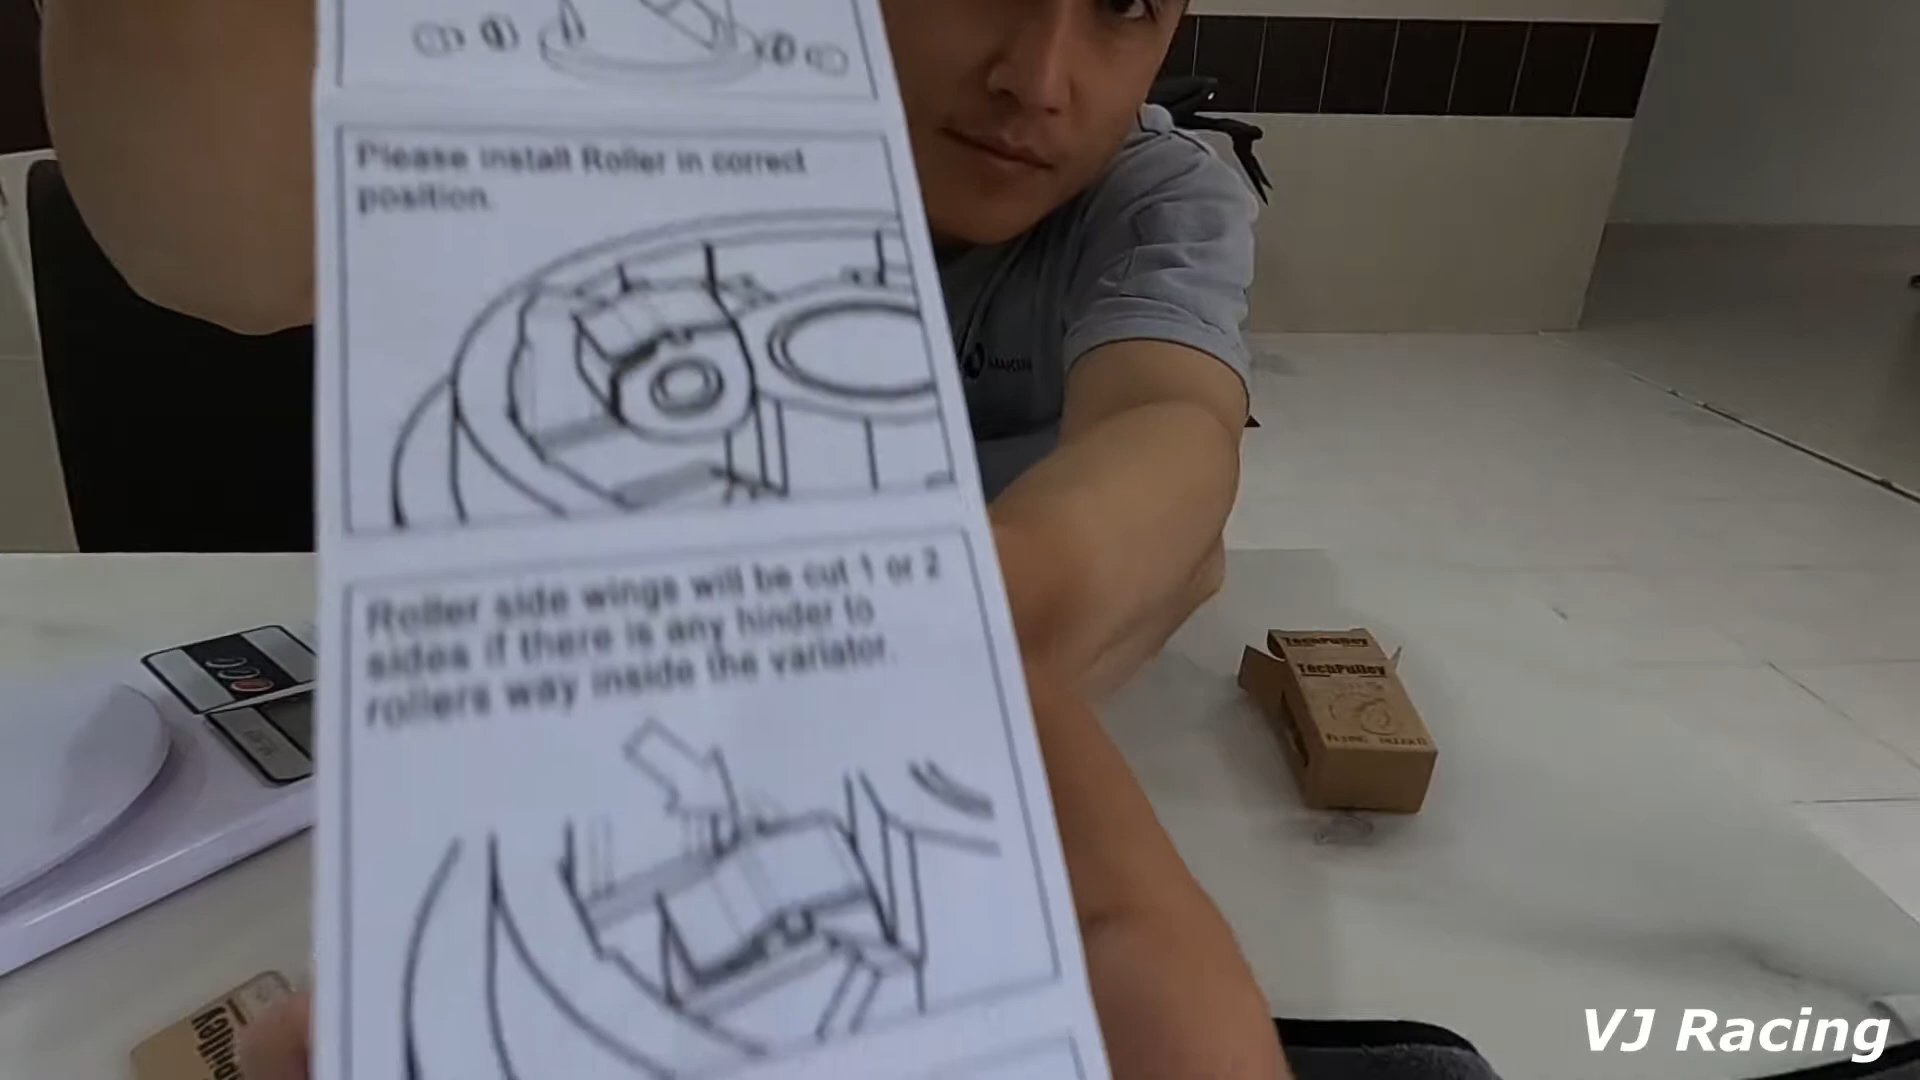 Please install Roller in correct
position.
Roller side wings will be cut 1 or 2
sides if there is any hinder to
rollers way inside the variator.
TechPulley
TechPulley
VJ Racing